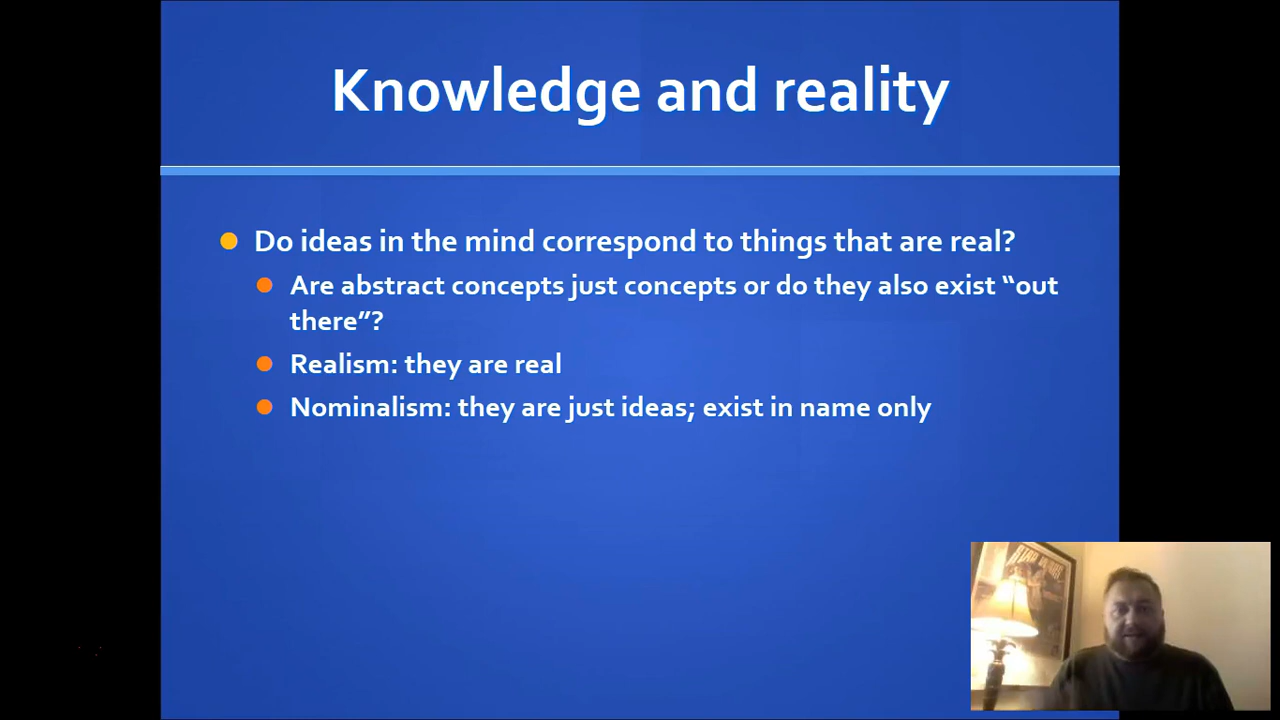 Knowledge and reality
Do ideas in the mind correspond to things that are real?
Are abstract concepts just concepts or do they also exist “out
there”?
Realism: they are real
Nominalism: they are just ideas; exist in name only